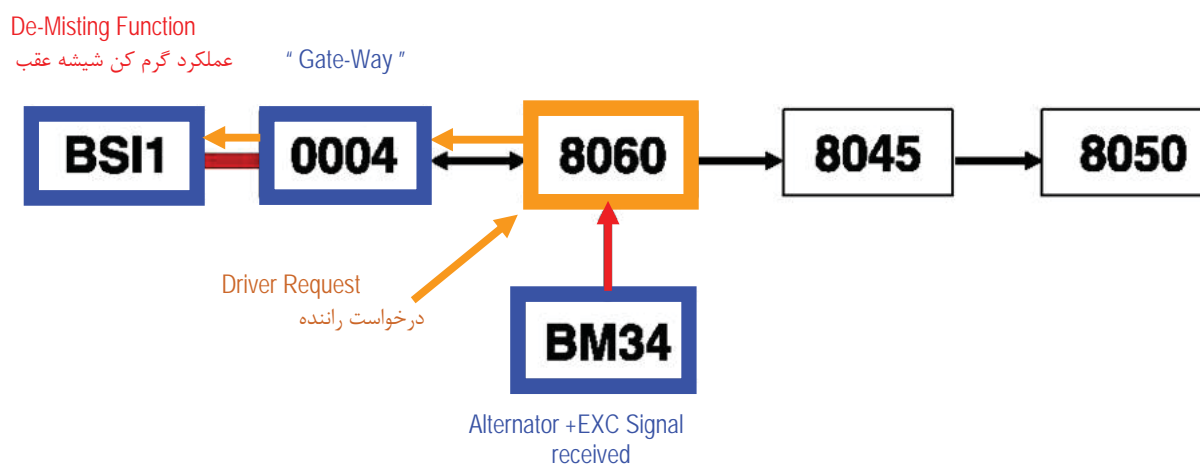 De-Misting Function
عملکرد گرم کن شیشه عقب
“ Gate-Way ”
BSI1
0004
8060
8045
8050
Driver Request
درخواست راننده
BM34
Alternator +EXC Signal
received